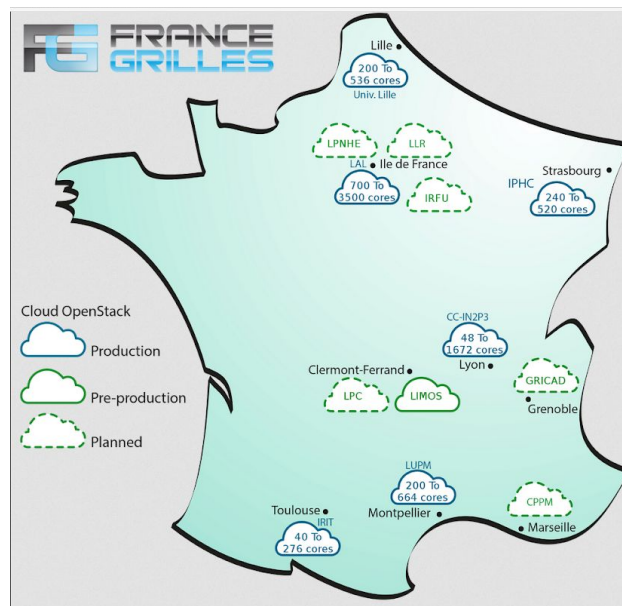 FRANCE
GRILLES
Lille
200 To
536 cores
Univ. Lille
LPNHE
LLR
LAL
Ile de France
700 To
3500 cores
IRFU
Strasbourg
IPHC
240 To
520 cores
Cloud OpenStack
Production
Pre-production
Planned
CC-IN2P3
48 To
1672 cores
Lyon
Clermont-Ferrand
LPC
LIMOS
GRICAD
Grenoble
LUPM
200 To
664 cores
Montpellier
CPPM
Marseille
Toulouse
IRIT
40 To
276 cores